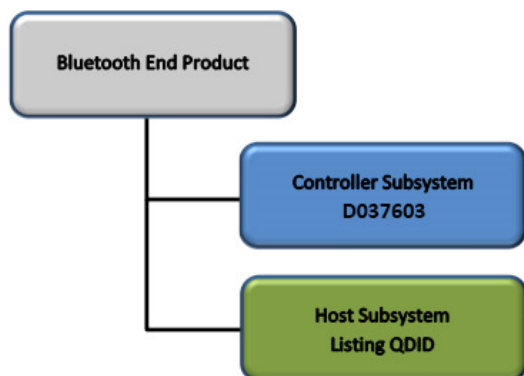 Bluetooth End Product
Controller Subsystem
D037603
Host Subsystem
Listing QDID